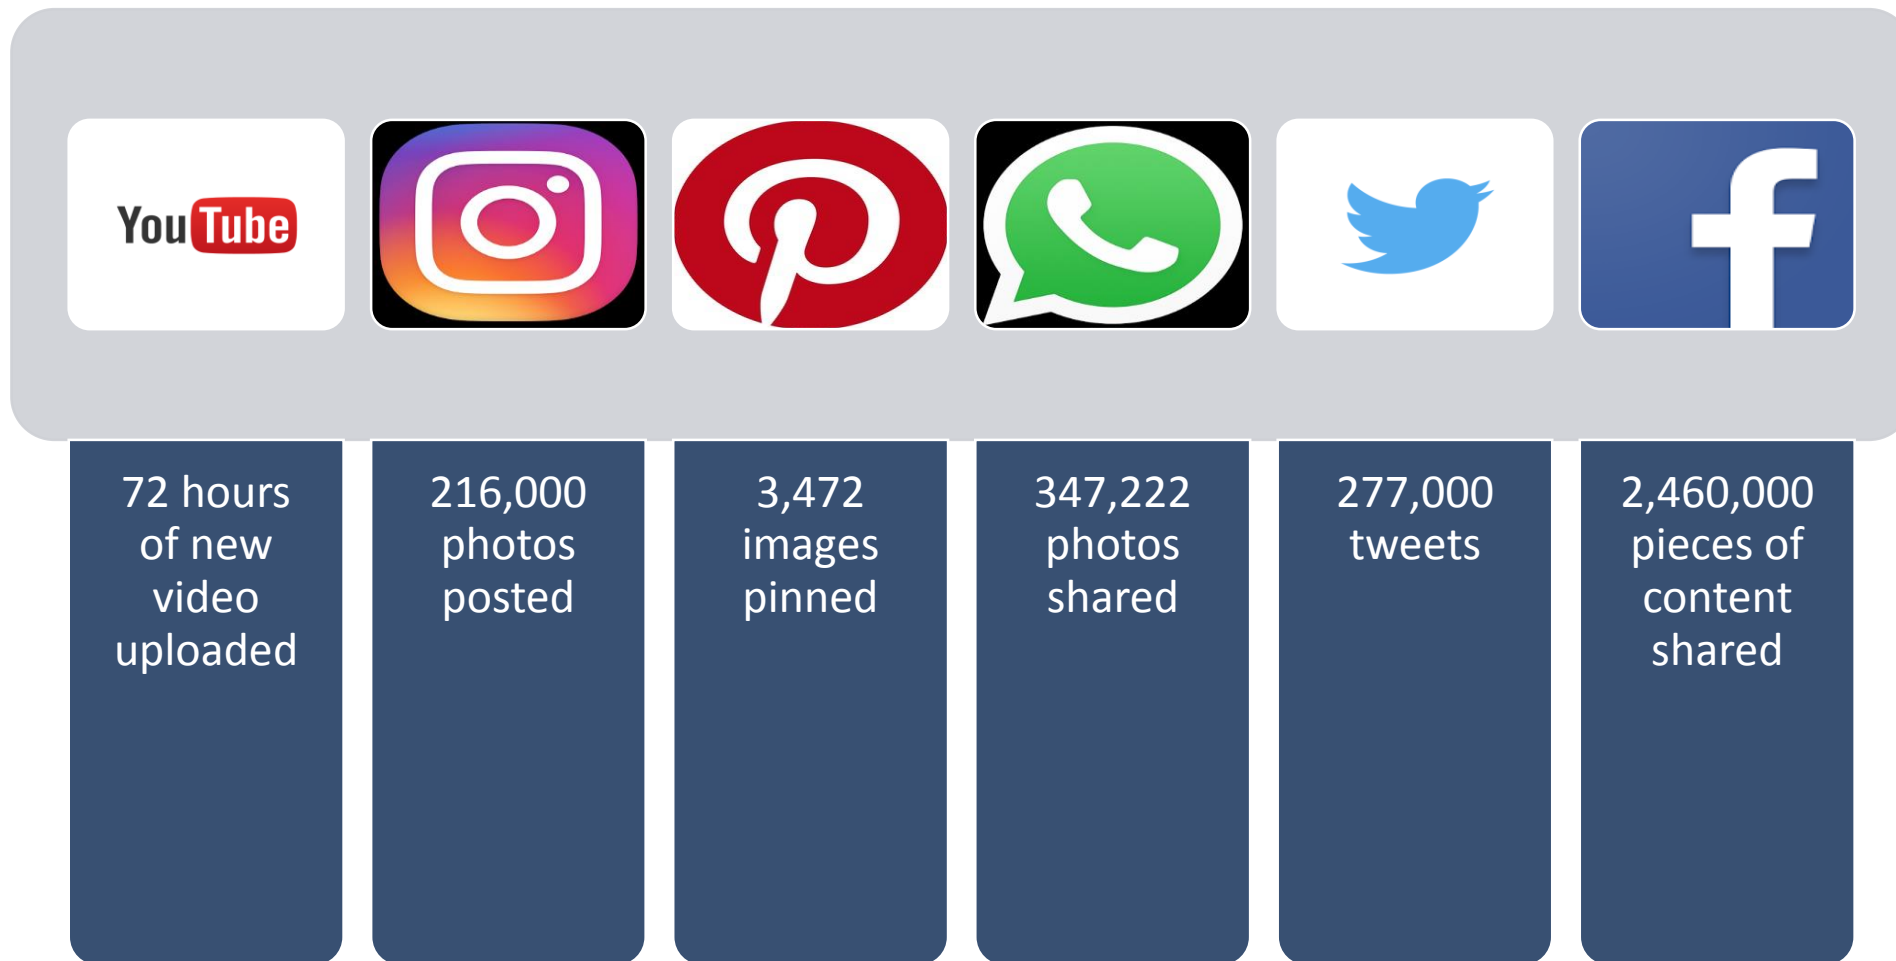 YouTube
72 hours
of new
video
uploaded
216,000
photos
posted
3,472
images
pinned
347,222
photos
shared
277,000
tweets
2,460,000
pieces of
content
shared